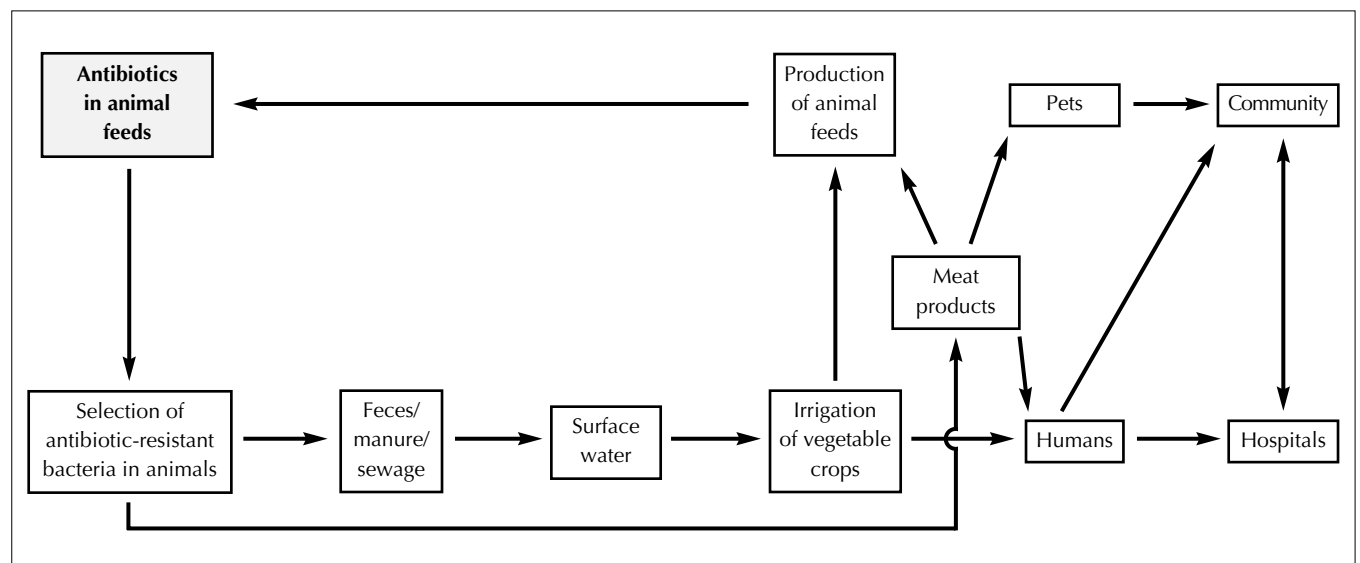 Antibiotics
in animal
feeds
Production
of animal
feeds
Pets
Community
Meat
products
Selection of
antibiotic-resistant
bacteria in animals
Feces/
manure/
sewage
Surface
water
Irrigation
of vegetable
crops
Humans
Hospitals